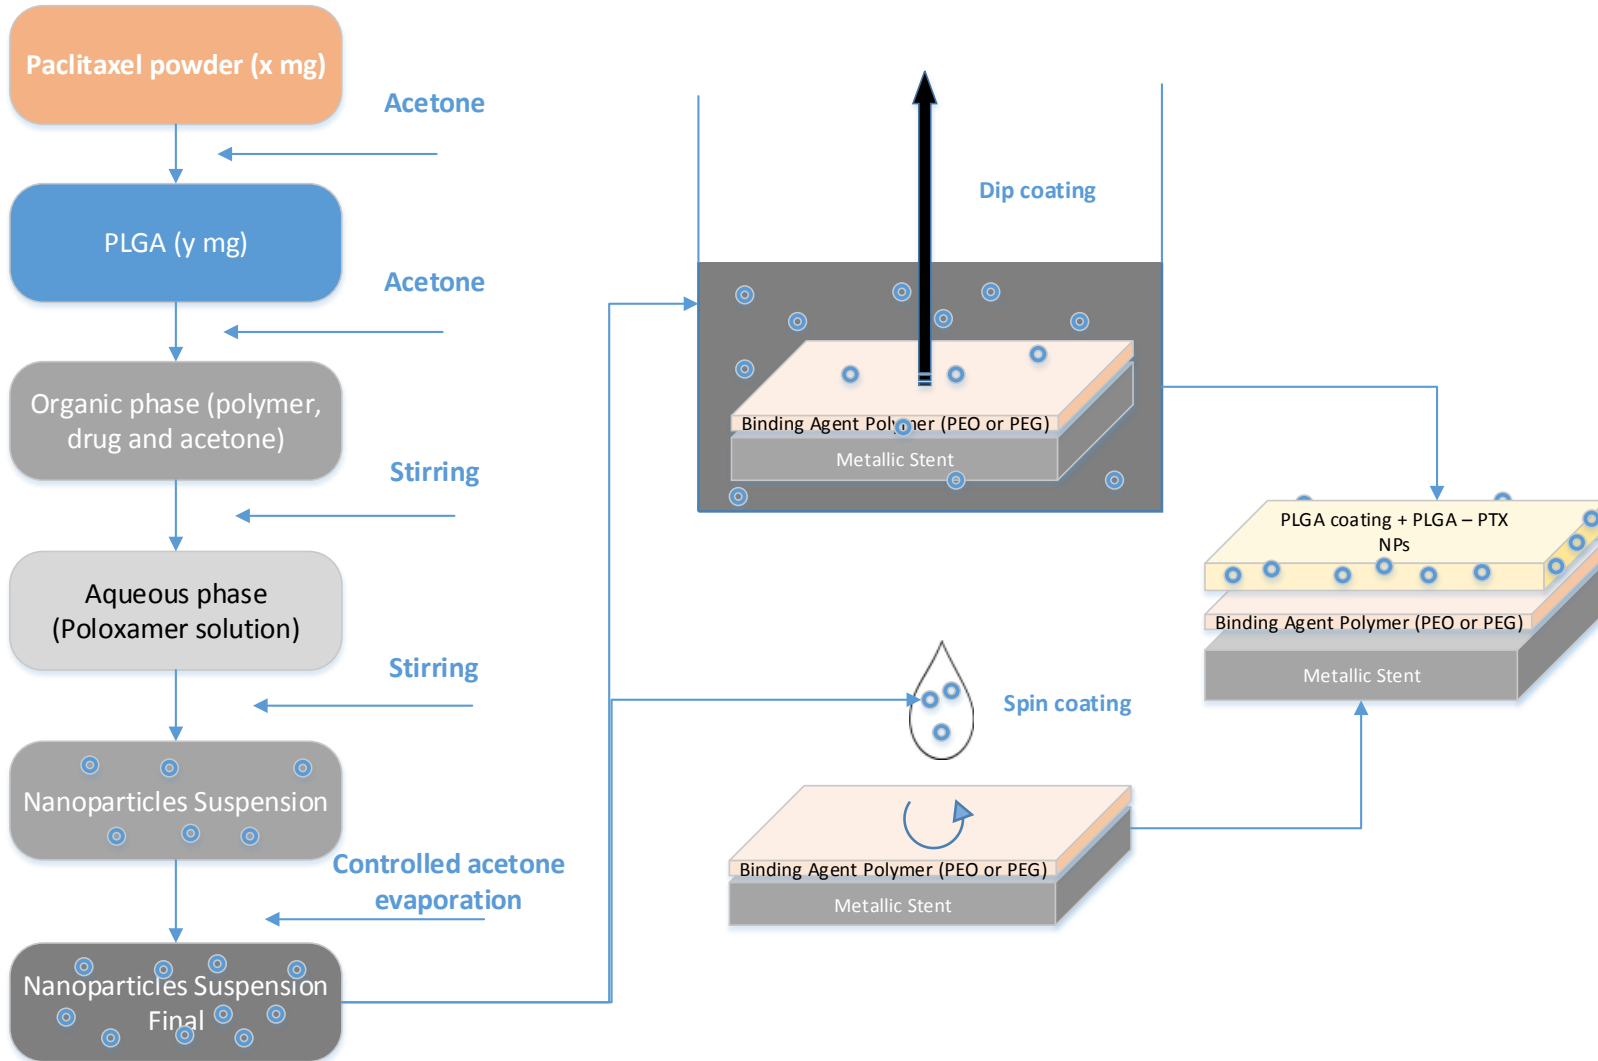 Paclitaxel powder (x mg)
Acetone
PLGA (y mg)
Acetone
Organic phase (polymer,
drug and acetone)
Stirring
Aqueous phase
(Poloxamer solution)
Stirring
Nanoparticles Suspension
Controlled acetone
evaporation
Nanoparticles Suspension
Final
Dip coating
Binding Agent Polymer (PEO or PEG)
Metallic Stent
Spin coating
Binding Agent Polymer (PEO or PEG)
Metallic Stent
PLGA coating + PLGA – PTX
NPs
Binding Agent Polymer (PEO or PEG)
Metallic Stent